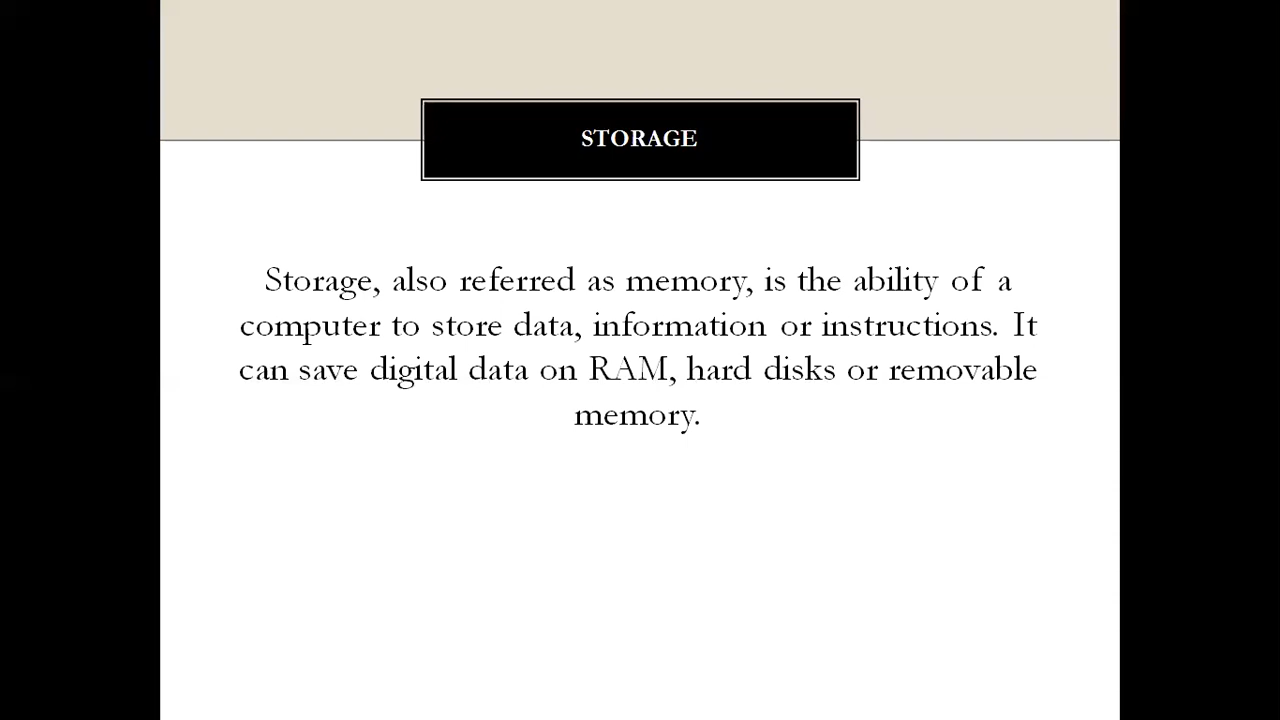 STORAGE
Storage, also referred as memory, is the ability of a
computer to store data, information or instructions. It
can save digital data on RAM, hard disks or removable
memory.